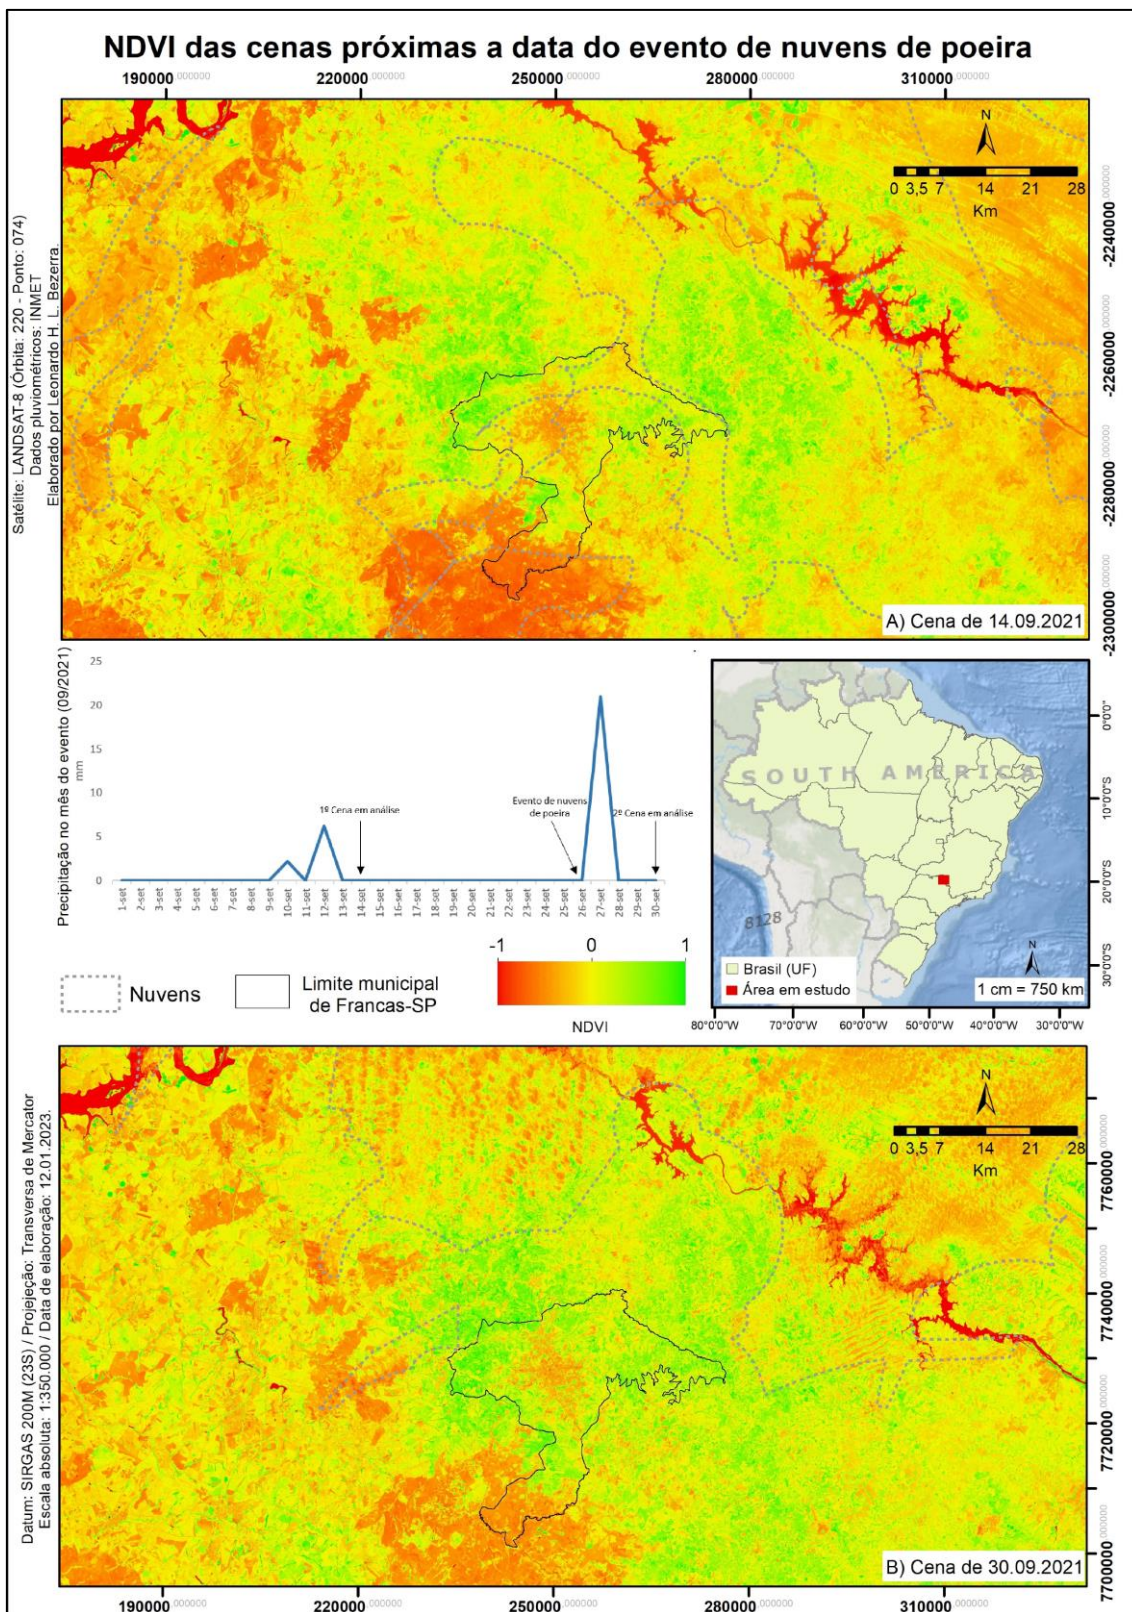 NDVI das cenas próximas a data do evento de nuvens de poeira
190000,000000 220000,000000 250000,000000 280000,000000 310000,000000
Satélite: LANDSAT-8 (Órbita: 220 - Ponto: 074)
Dados pluviométricos: INMET
Elaborado por Leonardo H. L. Bezerra.
N
0 3,5 7 14 21 28
Km
-2240000,000000
-2260000,000000
-2280000,000000
-2300000,000000
A) Cena de 14.09.2021
Precipitação no mês do evento (09/2021)
mm
25
20
15
10
5
0
1º Cena em análise
Evento de nuvens
de poeira
2º Cena em análise
1-set 2-set 3-set 4-set 5-set 6-set 7-set 8-set 9-set 10-set 11-set 12-set 13-set 14-set 15-set 16-set 17-set 18-set 19-set 20-set 21-set 22-set 23-set 24-set 25-set 26-set 27-set 28-set 29-set 30-set
SOUTH AMERICA
8128
Brasil (UF)
Área em estudo
N
1 cm = 750 km
0°0'0"
10°0'0"S
20°0'0"S
30°0'0"S
80°0'0"W 70°0'0"W 60°0'0"W 50°0'0"W 40°0'0"W 30°0'0"W
Nuvens
Limite municipal
de Francas-SP
-1 0 1
NDVI
Datum: SIRGAS 200M (23S) / Projejeção: Transversa de Mercator
Escala absoluta: 1:350.000 / Data de elaboração: 12.01.2023.
N
0 3,5 7 14 21 28
Km
7760000,000000
7740000,000000
7720000,000000
7700000,000000
B) Cena de 30.09.2021
190000,000000 220000,000000 250000,000000 280000,000000 310000,000000